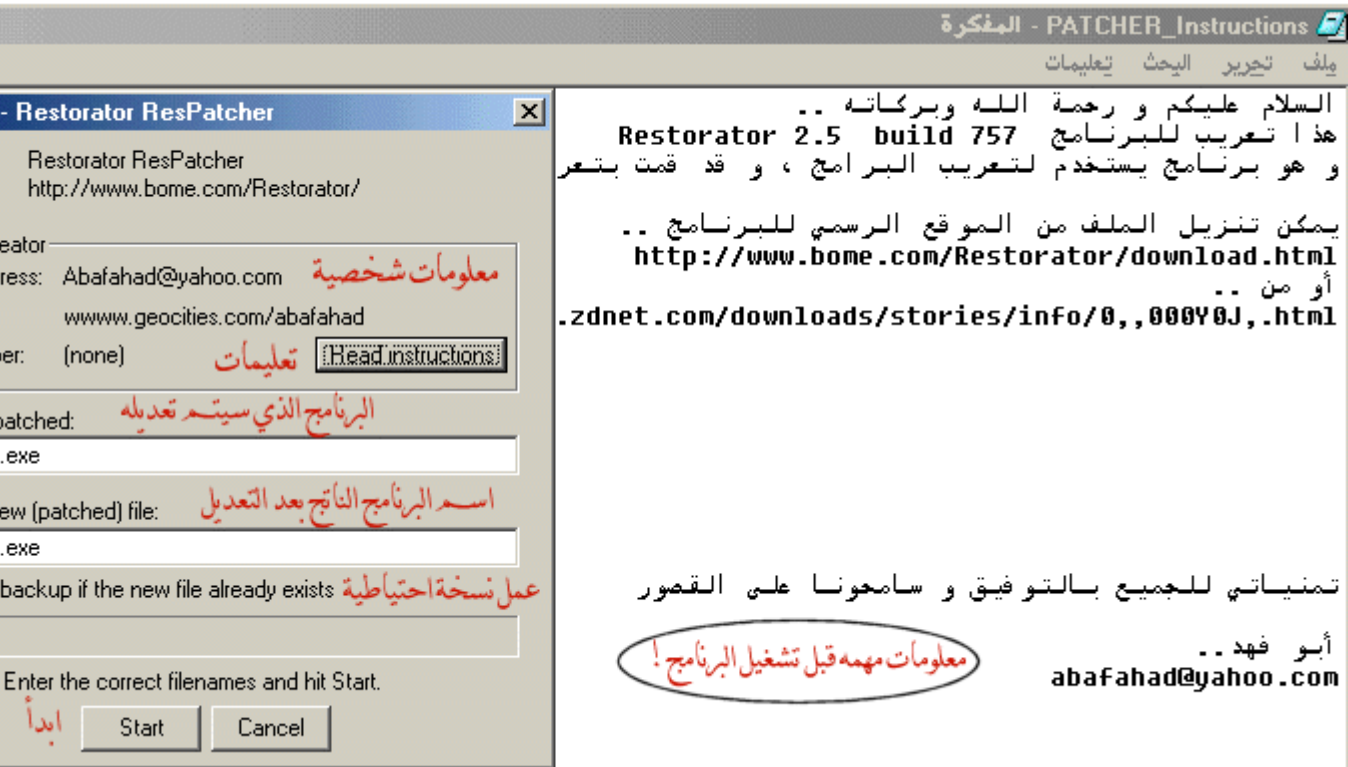 PATCHER_Instructions - المفكرة
ملف تحرير البحث تعليمات
السلام عليكم و رحمة الله وبركاته ..
هذا تعريب للبرنامج Restorator 2.5 build 757
و هو برنامج يستخدم لتعريب البرامج ، و قد قمت بتعر
يمكن تنزيل الملف من الموقع الرسمي للبرنامج ..
http://www.bome.com/Restorator/download.html
أو من ..
.zdnet.com/downloads/stories/info/0,,000Y0J,.html
تمنياتي للجميع بالتوفيق و سامحونا على القصور
أبو فهد..
abafahad@yahoo.com
معلومات مهمه قبل تشغيل البرنامج !
- Restorator ResPatcher
Restorator ResPatcher
http://www.bome.com/Restorator/
eator
ress: Abafahad@yahoo.com معلومات شخصية
wwww.geocities.com/abafahad
ber: (none) تعليمات Read instructions
patched: البرنامج الذي سيتم تعديله
.exe
ew (patched) file: اسم البرنامج الناتج بعد التعديل
.exe
backup if the new file already exists عمل نسخة احتياطية
Enter the correct filenames and hit Start.
ابدأ Start Cancel